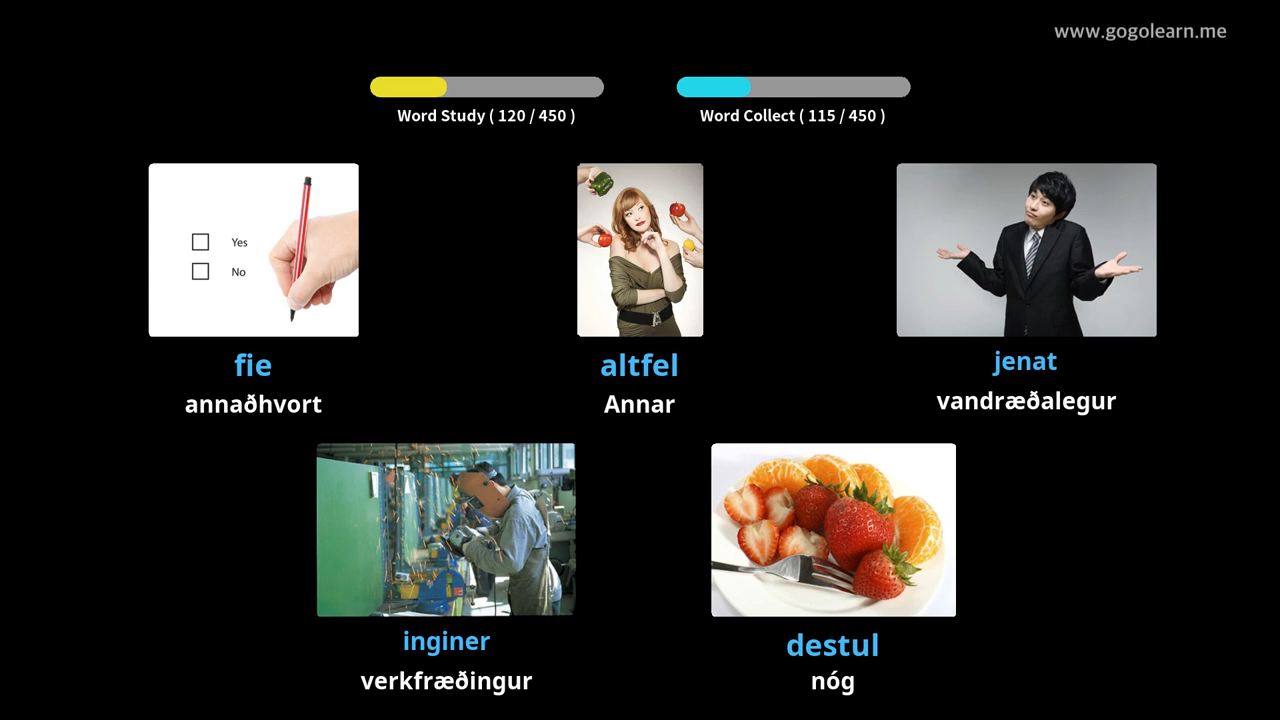 www.gogolearn.me
Word Study ( 120 / 450 )
Word Collect ( 115 / 450 )
Yes
No
fie
annaðhvort
altfel
Annar
jenat
vandræðalegur
inginer
verkfræðingur
destul
nóg